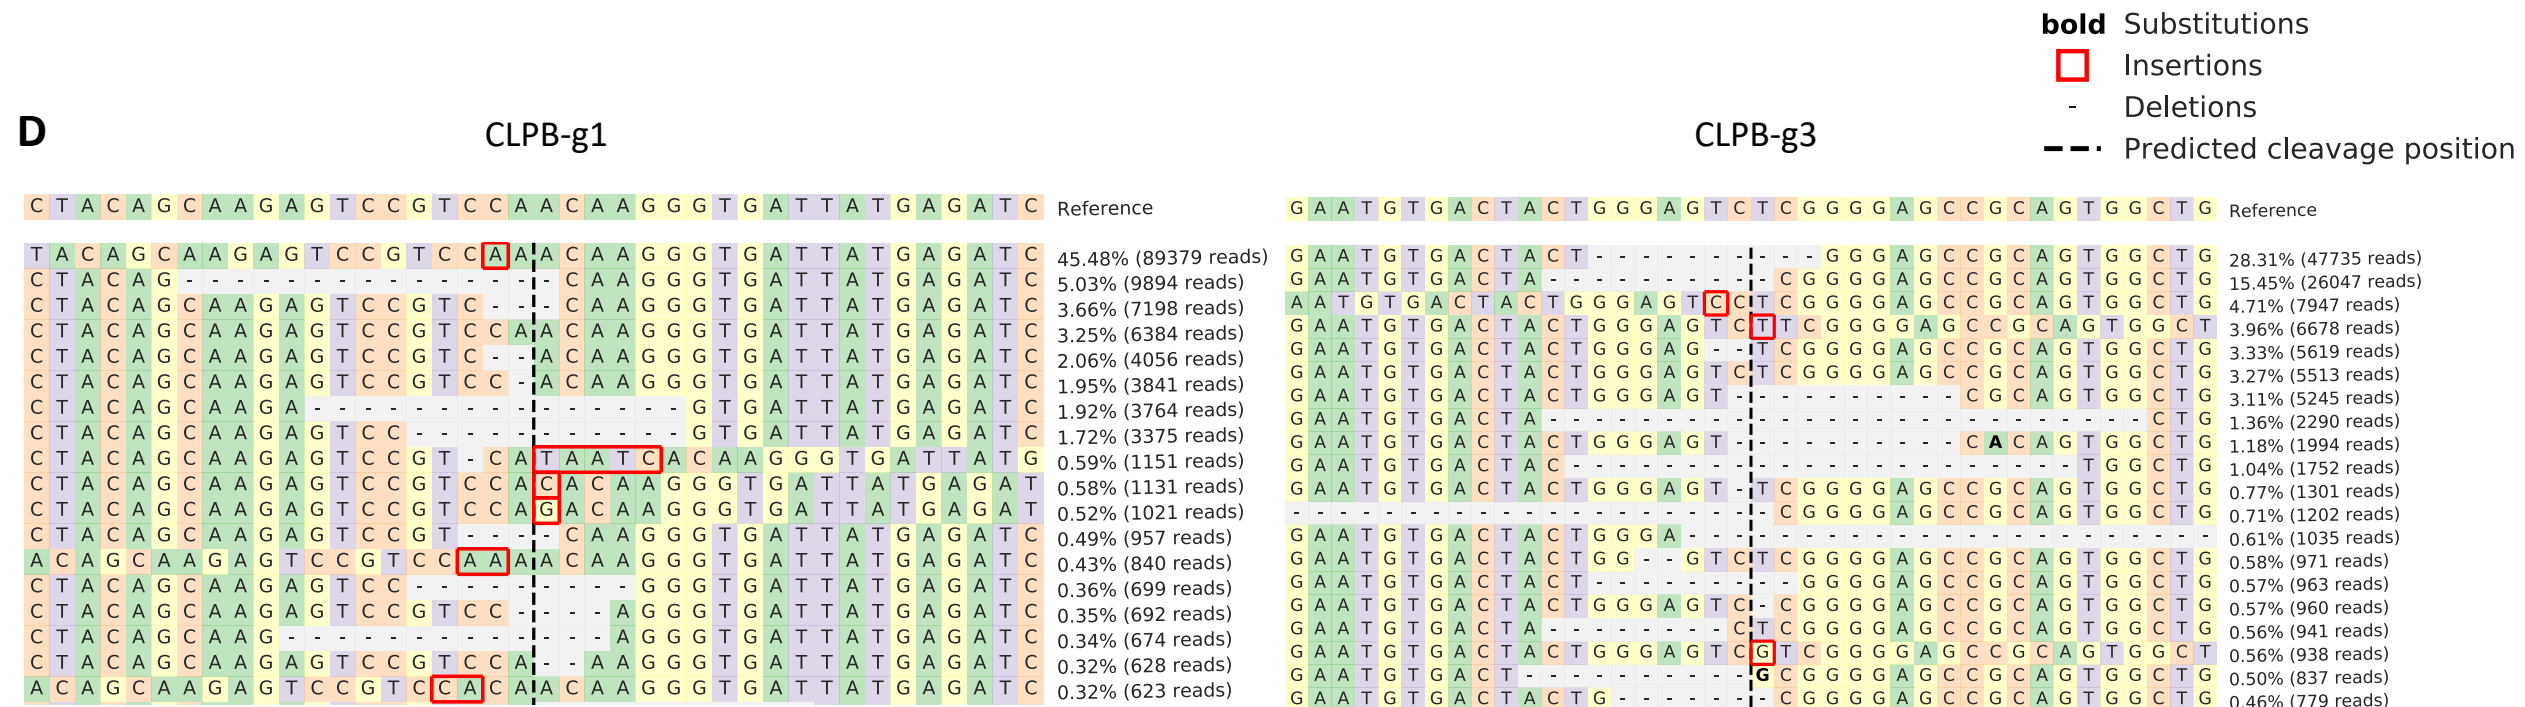 bold Substitutions
Insertions
- Deletions
Predicted cleavage position
D
CLPB-g1
C T A C A G C A A G A G T C C G T C C A A C A A G G G T G A T T A T G A G A T C Reference
T A C A G C A A G A G T C C G T C C A A A C A A G G G T G A T T A T G A G A T C 45.48% (89379 reads)
C T A C A G - - - - - - - - - - - - - - - C A A G G G T G A T T A T G A G A T C 5.03% (9894 reads)
C T A C A G C A A G A G T C C G T C - - - C A A G G G T G A T T A T G A G A T C 3.66% (7198 reads)
C T A C A G C A A G A G T C C G T C C A A C A A G G G T G A T T A T G A G A T C 3.25% (6384 reads)
C T A C A G C A A G A G T C C G T C - - A C A A G G G T G A T T A T G A G A T C 2.06% (4056 reads)
C T A C A G C A A G A G T C C G T C C - A C A A G G G T G A T T A T G A G A T C 1.95% (3841 reads)
C T A C A G C A A G A - - - - - - - - - - - - - - - G T G A T T A T G A G A T C 1.92% (3764 reads)
C T A C A G C A A G A G T C C - - - - - - - - - - - G T G A T T A T G A G A T C 1.72% (3375 reads)
C T A C A G C A A G A G T C C G T - C A T A A T C A C A A G G G T G A T T A T G 0.59% (1151 reads)
C T A C A G C A A G A G T C C G T C C A C A C A A G G G T G A T T A T G A G A T 0.58% (1131 reads)
C T A C A G C A A G A G T C C G T C C A G A C A A G G G T G A T T A T G A G A T 0.52% (1021 reads)
C T A C A G C A A G A G T C C G T - - - - C A A G G G T G A T T A T G A G A T C 0.49% (957 reads)
A C A G C A A G A G T C C G T C C A A A A C A A G G G T G A T T A T G A G A T C 0.43% (840 reads)
C T A C A G C A A G A G T C C - - - - - - - - - G G G T G A T T A T G A G A T C 0.36% (699 reads)
C T A C A G C A A G A G T C C G T C C - - - - A G G G T G A T T A T G A G A T C 0.35% (692 reads)
C T A C A G C A A G - - - - - - - - - - - - - A G G G T G A T T A T G A G A T C 0.34% (674 reads)
C T A C A G C A A G A G T C C G T C C A - - A A G G G T G A T T A T G A G A T C 0.32% (628 reads)
A C A G C A A G A G T C C G T C C A C A A C A A G G G T G A T T A T G A G A T C 0.32% (623 reads)
CLPB-g3
G A A T G T G A C T A C T G G G A G T C T C G G G G A G C C G C A G T G G C T G Reference
G A A T G T G A C T A C T - - - - - - - - - - G G G A G C C G C A G T G G C T G 28.31% (47735 reads)
G A A T G T G A C T A - - - - - - - - - - C G G G G A G C C G C A G T G G C T G 15.45% (26047 reads)
A A T G T G A C T A C T G G G A G T C C T C G G G G A G C C G C A G T G G C T G 4.71% (7947 reads)
G A A T G T G A C T A C T G G G A G T C T T C G G G G A G C C G C A G T G G C T 3.96% (6678 reads)
G A A T G T G A C T A C T G G G A G - - T C G G G G A G C C G C A G T G G C T G 3.33% (5619 reads)
G A A T G T G A C T A C T G G G A G T C T C G G G G A G C C G C A G T G G C T G 3.27% (5513 reads)
G A A T G T G A C T A C T G G G A G T - - - - - - - - - - C G C A G T G G C T G 3.11% (5245 reads)
G A A T G T G A C T A - - - - - - - - - - - - - - - - - - - - - - - - - - C T G 1.36% (2290 reads)
G A A T G T G A C T A C T G G G A G T - - - - - - - - - - C A C A G T G G C T G 1.18% (1994 reads)
G A A T G T G A C T A C - - - - - - - - - - - - - - - - - - - - - - T G G C T G 1.04% (1752 reads)
G A A T G T G A C T A C T G G G A G T - T C G G G G A G C C G C A G T G G C T G 0.77% (1301 reads)
- - - - - - - - - - - - - - - - - - - - - C G G G G A G C C G C A G T G G C T G 0.71% (1202 reads)
G A A T G T G A C T A C T G G G A - - - - - - - - - - - - - - - - - - - - - - - 0.61% (1035 reads)
G A A T G T G A C T A C T G G - - G T C T C G G G G A G C C G C A G T G G C T G 0.58% (971 reads)
G A A T G T G A C T A C T - - - - - - - - - G G G G A G C C G C A G T G G C T G 0.57% (963 reads)
G A A T G T G A C T A C T G G G A G T C - C G G G G A G C C G C A G T G G C T G 0.57% (960 reads)
G A A T G T G A C T A - - - - - - - - C T C G G G G A G C C G C A G T G G C T G 0.56% (941 reads)
G A A T G T G A C T A C T G G G A G T C G T C G G G G A G C C G C A G T G G C T 0.56% (938 reads)
G A A T G T G A C T - - - - - - - - - - G C G G G G A G C C G C A G T G G C T G 0.50% (837 reads)
G A A T G T G A C T A C T G - - - - - - - C G G G G A G C C G C A G T G G C T G 0.46% (779 reads)